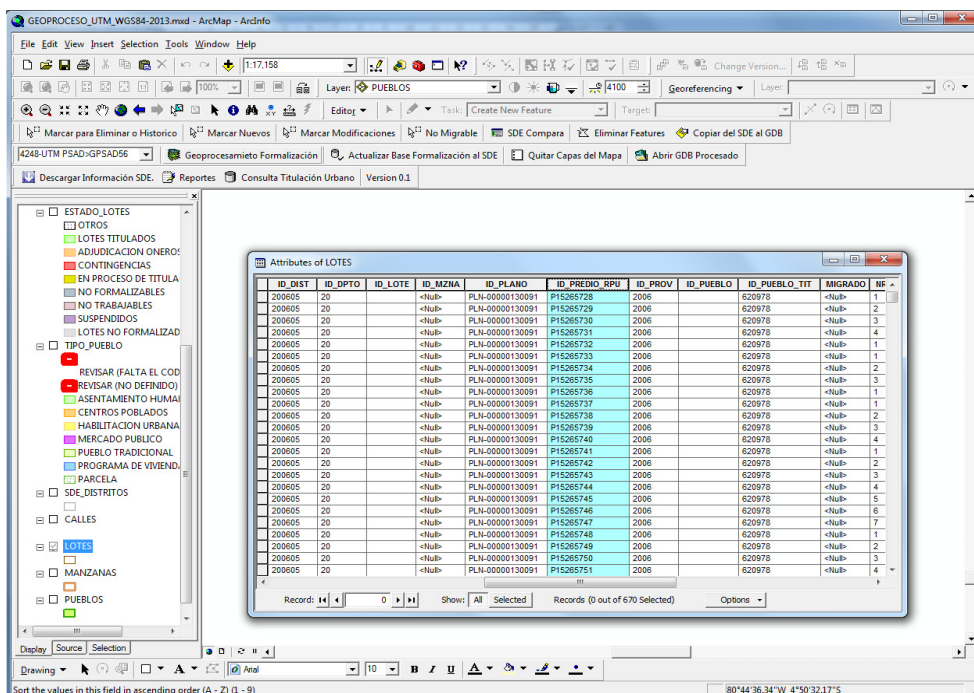 GEOPROCESO_UTM_WGS84-2013.mxd - ArcMap - ArcInfo
File Edit View Insert Selection Tools Window Help
1:17,158 Change Version...
100% Layer: PUEBLOS 4100 Georeferencing Layer:
Editor Task: Create New Feature Target:
Marcar para Eliminar o Historico Marcar Nuevos Marcar Modificaciones No Migrable SDE Compara Eliminar Features Copiar del SDE al GDB
4248-UTM PSAD>GPSAD56 Geoprocesamieto Formalización Actualizar Base Formalización al SDE Quitar Capas del Mapa Abrir GDB Procesado
Descargar Información SDE. Reportes Consulta Titulación Urbano Version 0.1
ESTADO_LOTES
OTROS
LOTES TITULADOS
ADJUDICACION ONEROS
CONTINGENCIAS
EN PROCESO DE TITULA
NO FORMALIZABLES
NO TRABAJABLES
SUSPENDIDOS
LOTES NO FORMALIZAD
TIPO_PUEBLO
REVISAR (FALTA EL COD
REVISAR (NO DEFINIDO)
ASENTAMIENTO HUMAI
CENTROS POBLADOS
HABILITACION URBANA
MERCADO PUBLICO
PUEBLO TRADICIONAL
PROGRAMA DE VIVIEND
PARCELA
SDE_DISTRITOS
CALLES
LOTES
MANZANAS
PUEBLOS
Display Source Selection
Attributes of LOTES
ID_DIST ID_DPTO ID_LOTE ID_MZNA ID_PLANO ID_PREDIO_RPU ID_PROV ID_PUEBLO ID_PUEBLO_TIT MIGRADO NR
200605 20 <Null> PLN-00000130091 P15265728 2006 620978 <Null> 1
200605 20 <Null> PLN-00000130091 P15265729 2006 620978 <Null> 2
200605 20 <Null> PLN-00000130091 P15265730 2006 620978 <Null> 3
200605 20 <Null> PLN-00000130091 P15265731 2006 620978 <Null> 4
200605 20 <Null> PLN-00000130091 P15265732 2006 620978 <Null> 1
200605 20 <Null> PLN-00000130091 P15265733 2006 620978 <Null> 1
200605 20 <Null> PLN-00000130091 P15265734 2006 620978 <Null> 2
200605 20 <Null> PLN-00000130091 P15265735 2006 620978 <Null> 3
200605 20 <Null> PLN-00000130091 P15265736 2006 620978 <Null> 1
200605 20 <Null> PLN-00000130091 P15265737 2006 620978 <Null> 1
200605 20 <Null> PLN-00000130091 P15265738 2006 620978 <Null> 2
200605 20 <Null> PLN-00000130091 P15265739 2006 620978 <Null> 3
200605 20 <Null> PLN-00000130091 P15265740 2006 620978 <Null> 4
200605 20 <Null> PLN-00000130091 P15265741 2006 620978 <Null> 1
200605 20 <Null> PLN-00000130091 P15265742 2006 620978 <Null> 2
200605 20 <Null> PLN-00000130091 P15265743 2006 620978 <Null> 3
200605 20 <Null> PLN-00000130091 P15265744 2006 620978 <Null> 4
200605 20 <Null> PLN-00000130091 P15265745 2006 620978 <Null> 5
200605 20 <Null> PLN-00000130091 P15265746 2006 620978 <Null> 6
200605 20 <Null> PLN-00000130091 P15265747 2006 620978 <Null> 7
200605 20 <Null> PLN-00000130091 P15265748 2006 620978 <Null> 1
200605 20 <Null> PLN-00000130091 P15265749 2006 620978 <Null> 2
200605 20 <Null> PLN-00000130091 P15265750 2006 620978 <Null> 3
200605 20 <Null> PLN-00000130091 P15265751 2006 620978 <Null> 4
Record: 0 Show: All Selected Records (0 out of 670 Selected) Options
Drawing A Arial 10 B I U A
Sort the values in this field in ascending order (A - Z) (1 - 9) 80°44'36.34"W 4°50'32.17"S